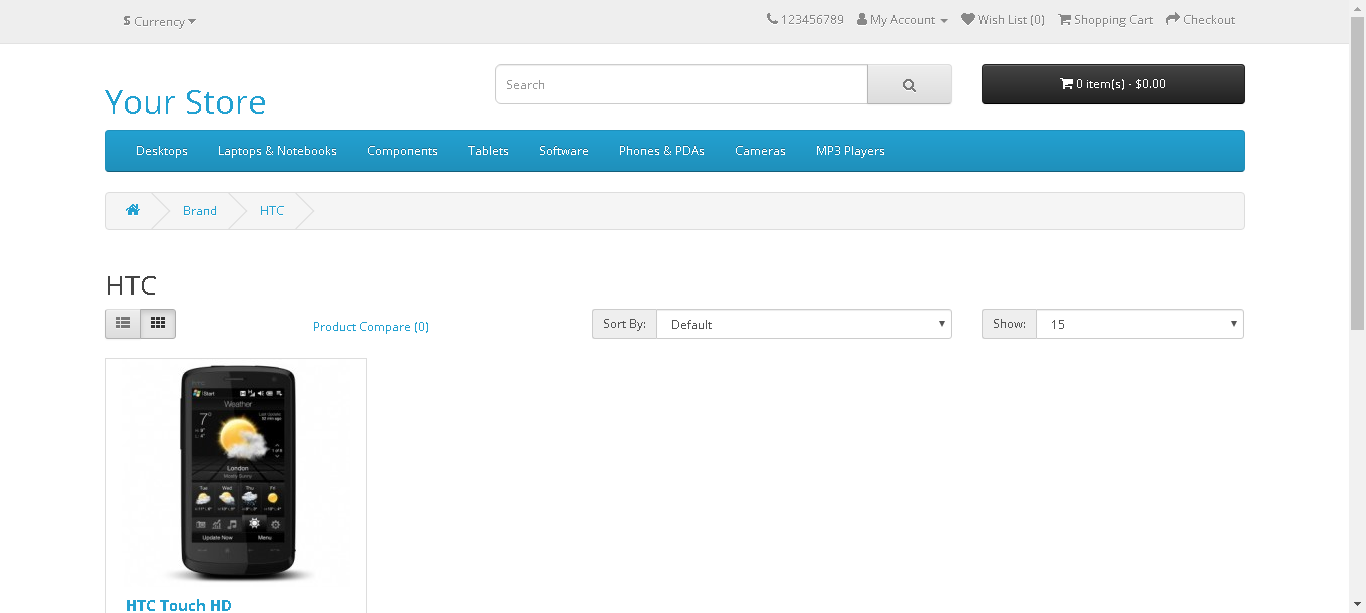 $ Currency
123456789 My Account Wish List (0) Shopping Cart Checkout
Your Store
Search
0 item(s) - $0.00
Desktops Laptops & Notebooks Components Tablets Software Phones & PDAs Cameras MP3 Players
Brand HTC
HTC
Product Compare (0)
Sort By: Default
Show: 15
Start
Weather
7°
London
Mostly Sunny
Tue Wed Thu Fri
Update Now Menu
HTC Touch HD